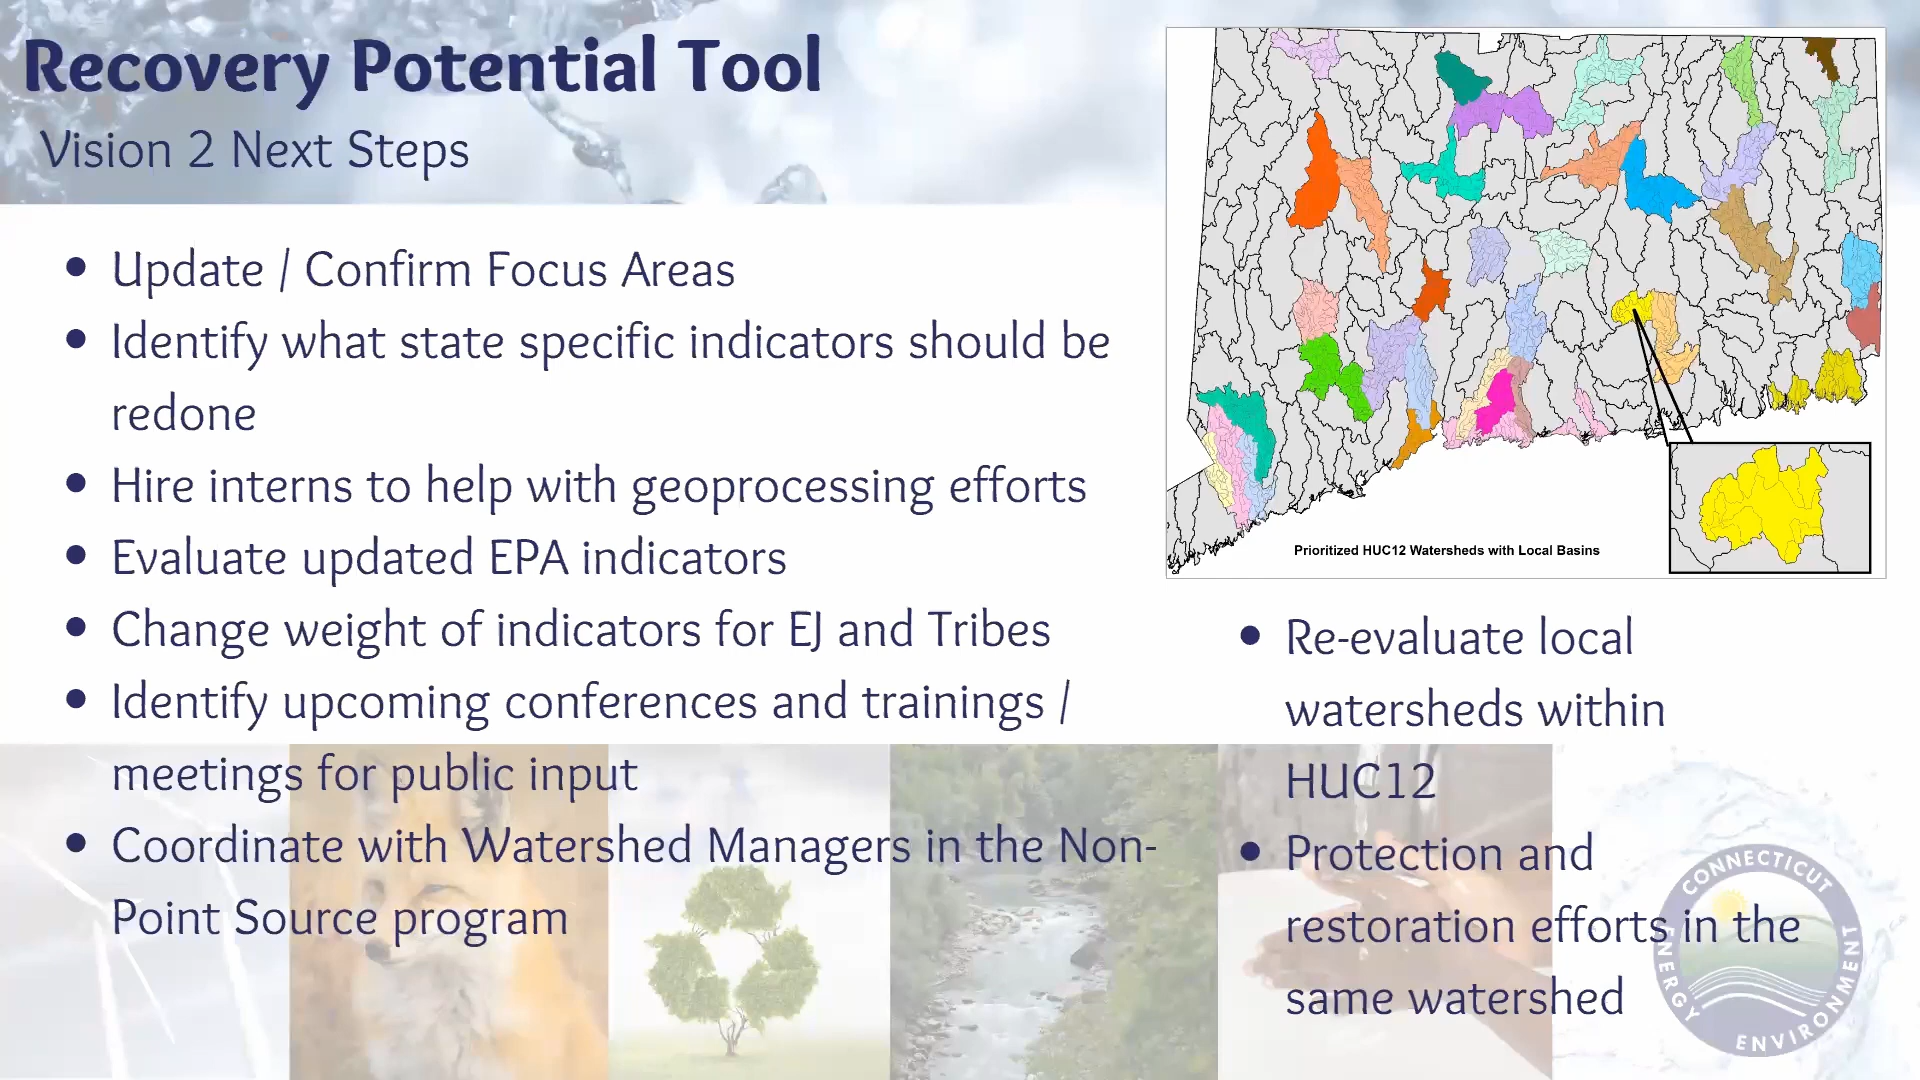 Recovery Potential Tool
Vision 2 Next Steps
• Update / Confirm Focus Areas
• Identify what state specific indicators should be
redone
• Hire interns to help with geoprocessing efforts
• Evaluate updated EPA indicators
• Change weight of indicators for EJ and Tribes
• Identify upcoming conferences and trainings /
meetings for public input
• Coordinate with Watershed Managers in the Non-
Point Source program
Prioritized HUC12 Watersheds with Local Basins
• Re-evaluate local
watersheds within
HUC12
• Protection and
restoration efforts in the
same watershed
CONNECTICUT
ENERGY
ENVIRONMENT